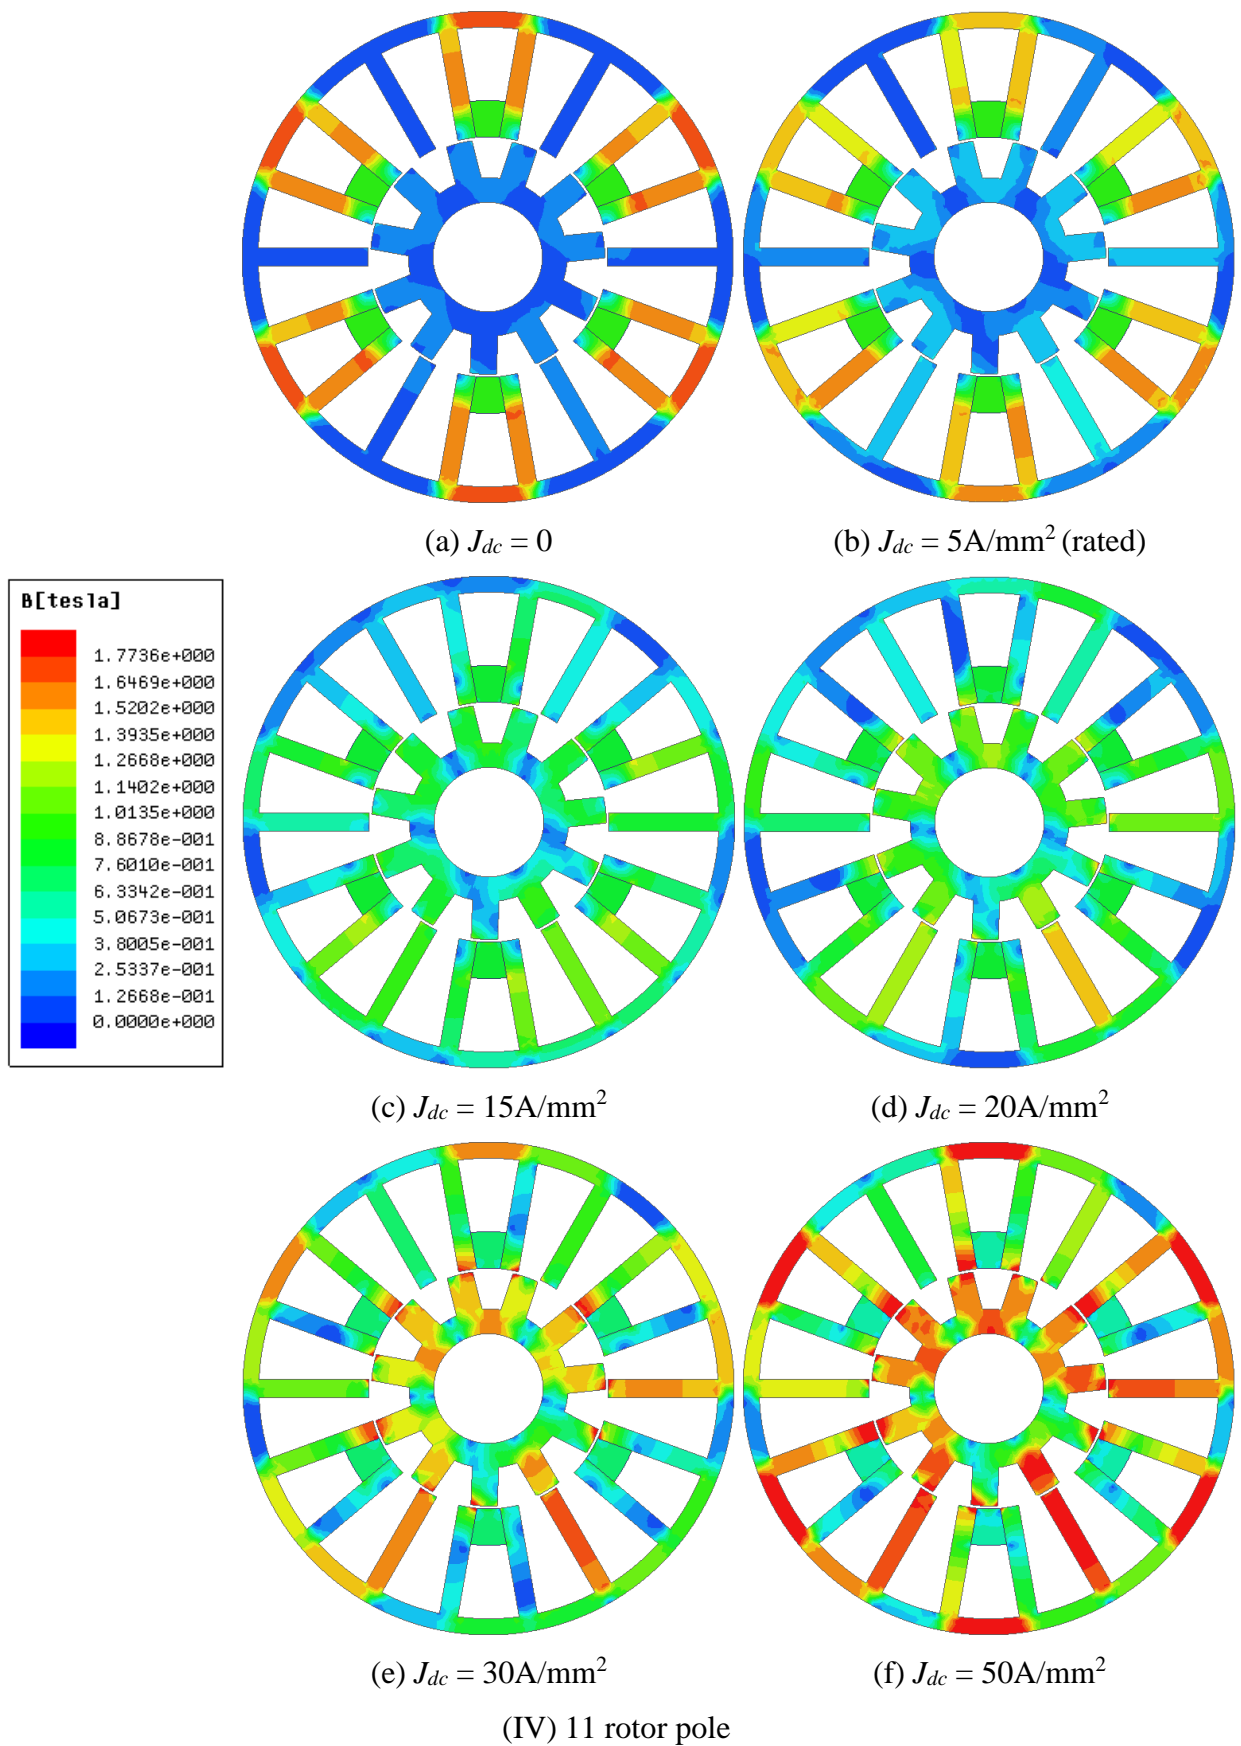 (a) Jdc = 0
(b) Jdc = 5A/mm² (rated)
B[tesla]
1.7736e+000
1.6469e+000
1.5202e+000
1.3935e+000
1.2668e+000
1.1402e+000
1.0135e+000
8.8678e-001
7.6010e-001
6.3342e-001
5.0673e-001
3.8005e-001
2.5337e-001
1.2668e-001
0.0000e+000
(c) Jdc = 15A/mm²
(d) Jdc = 20A/mm²
(e) Jdc = 30A/mm²
(f) Jdc = 50A/mm²
(IV) 11 rotor pole